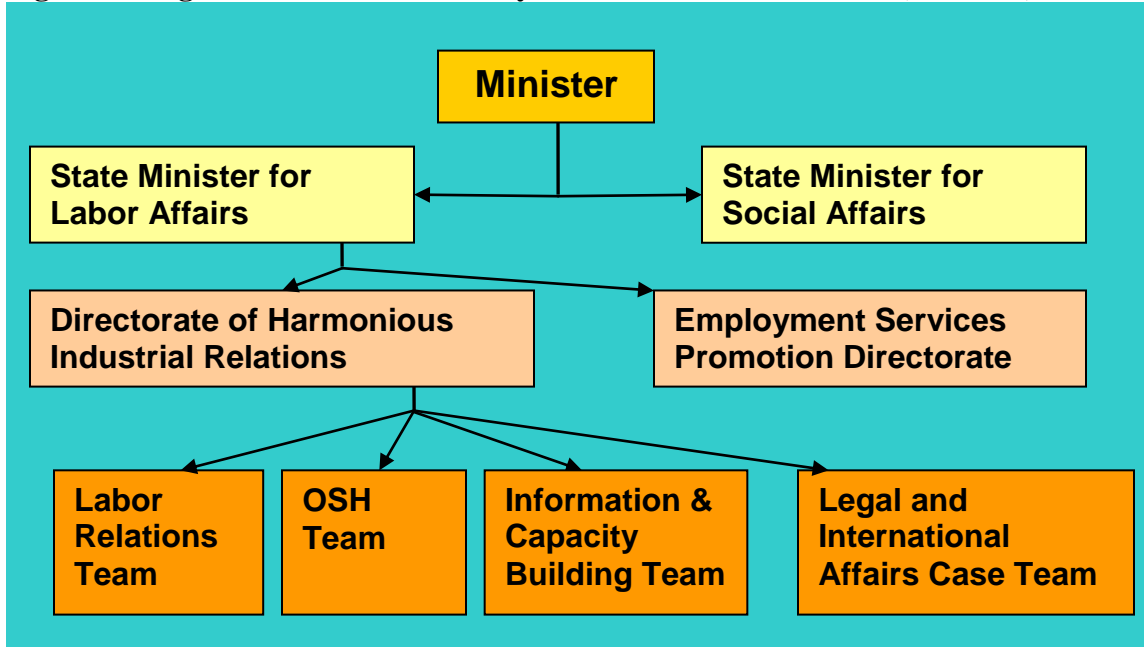 Minister
State Minister for
Labor Affairs
State Minister for
Social Affairs
Directorate of Harmonious
Industrial Relations
Employment Services
Promotion Directorate
Labor
Relations
Team
OSH
Team
Information &
Capacity
Building Team
Legal and
International
Affairs Case Team